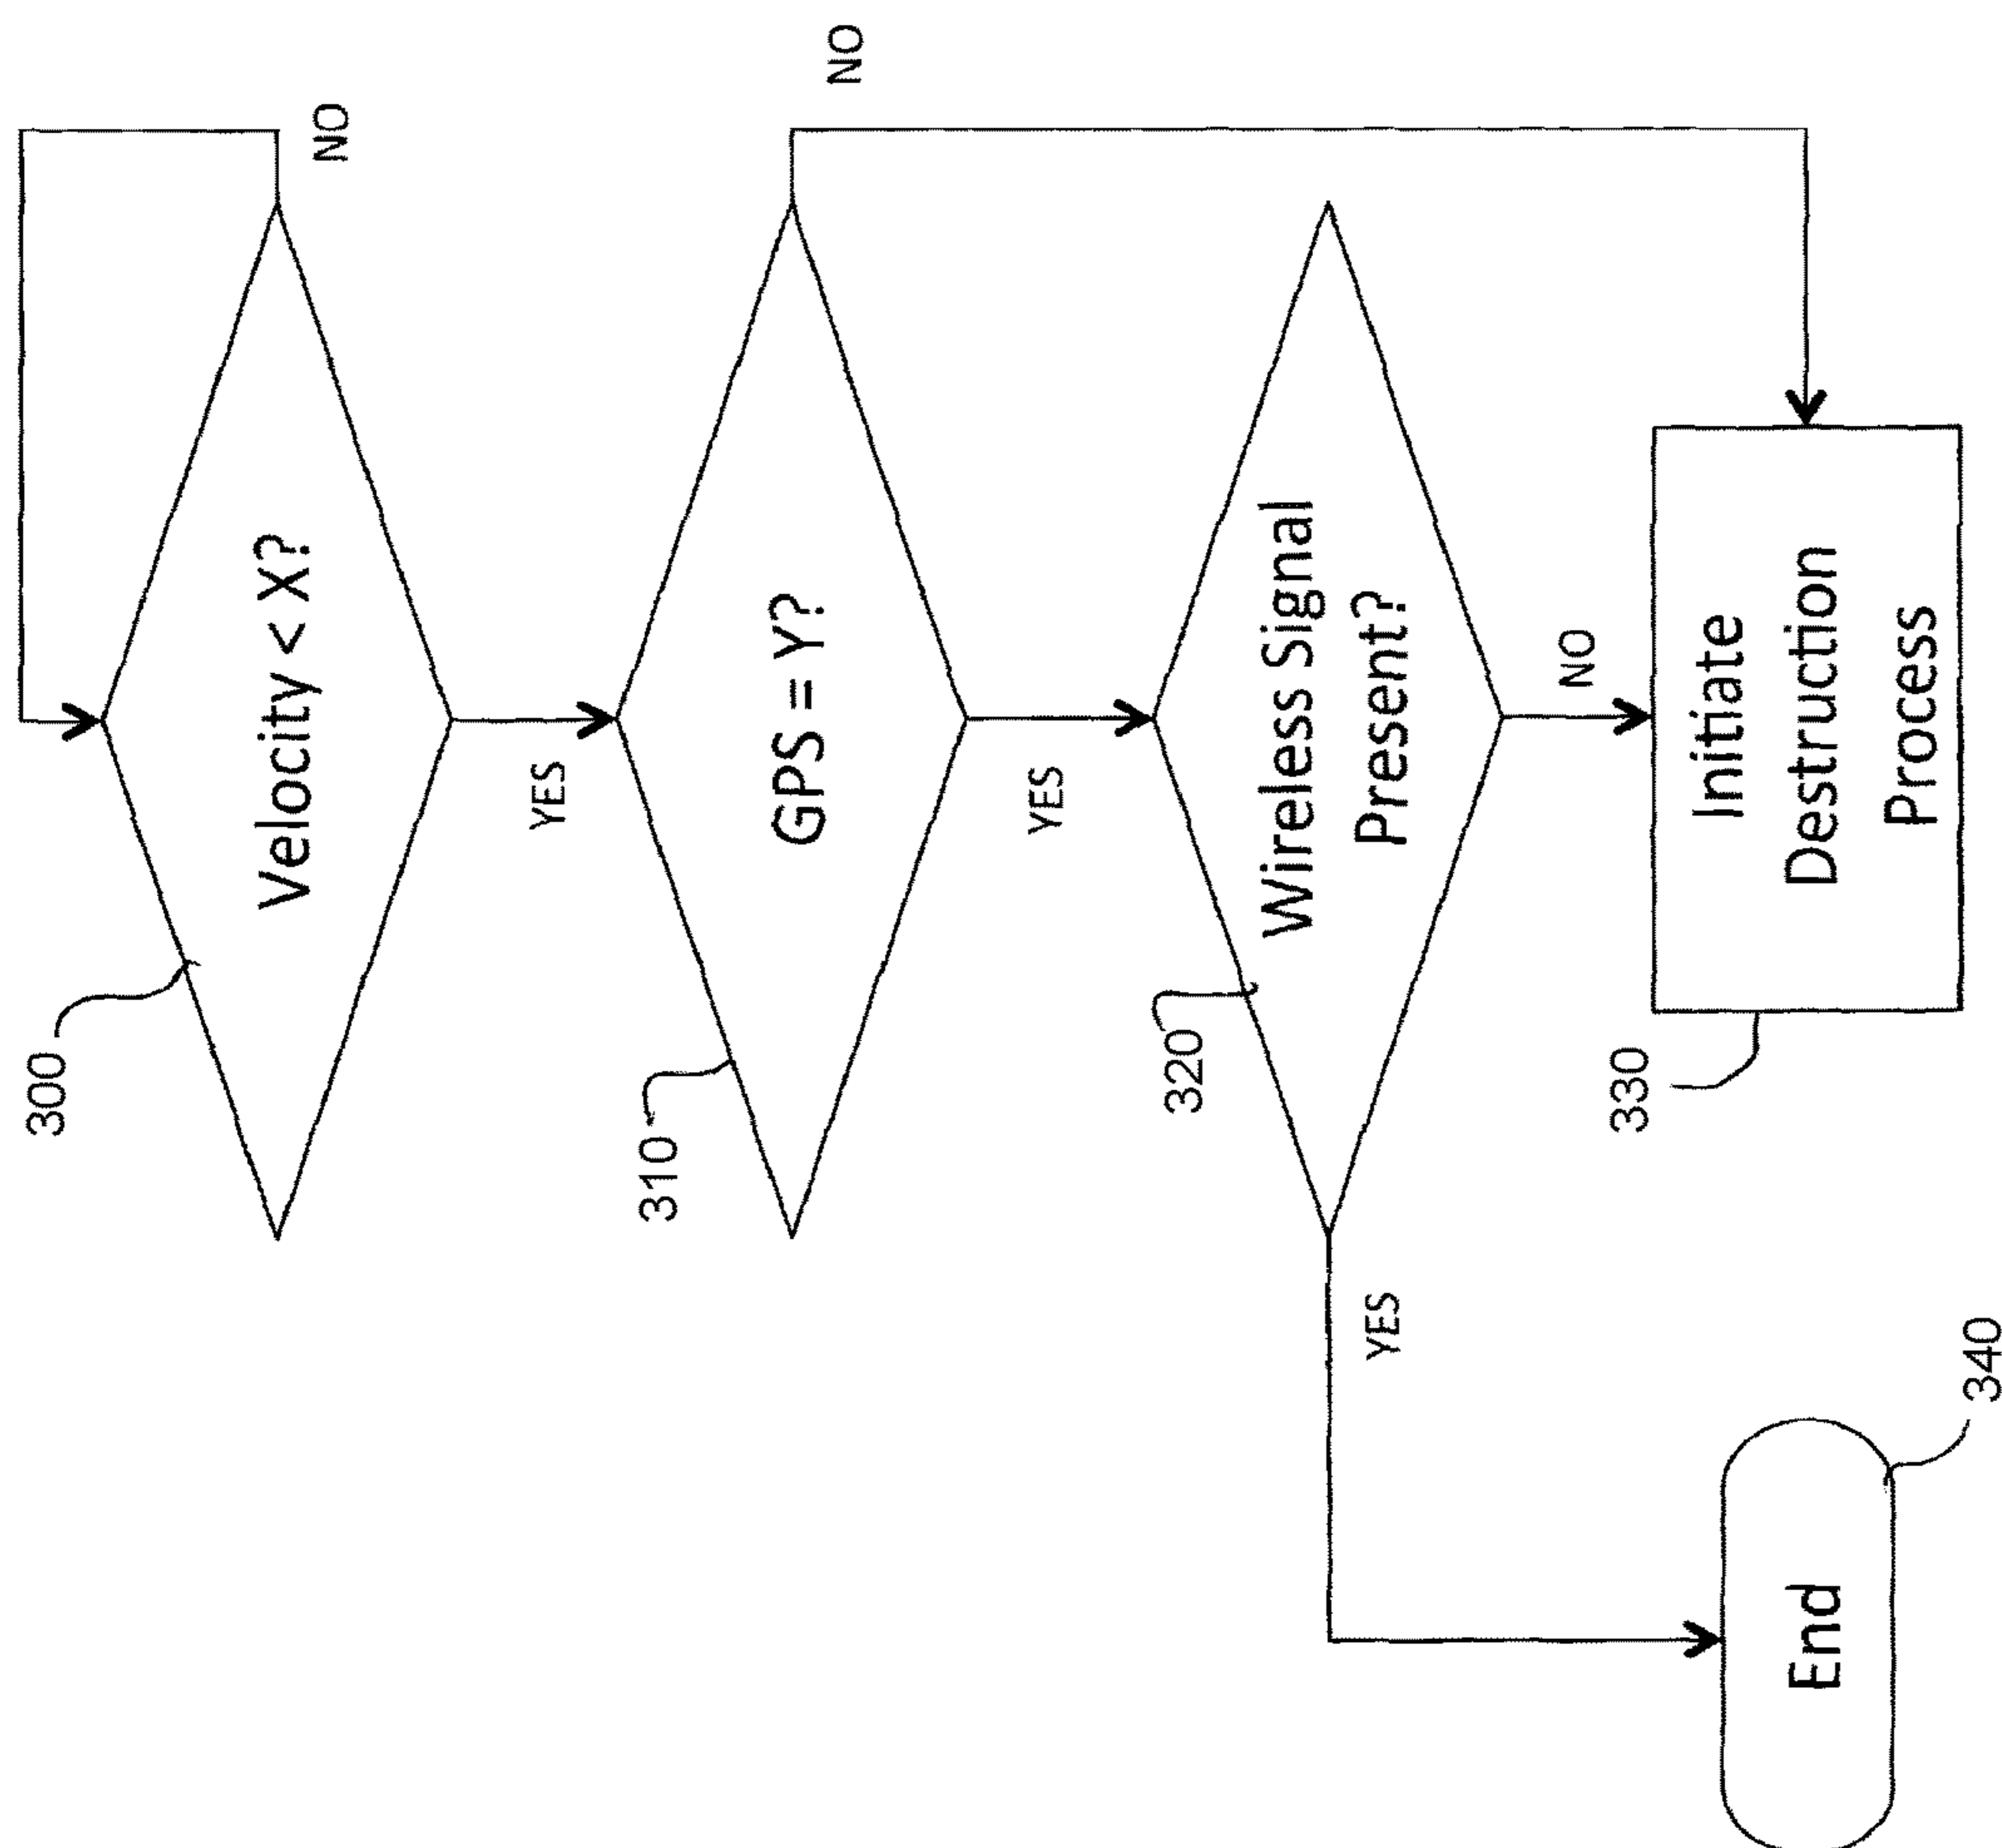 300
Velocity < X?
NO
YES
310
GPS = Y?
NO
YES
320
Wireless Signal
Present?
YES
NO
330
Initiate
Destruction
Process
End
340